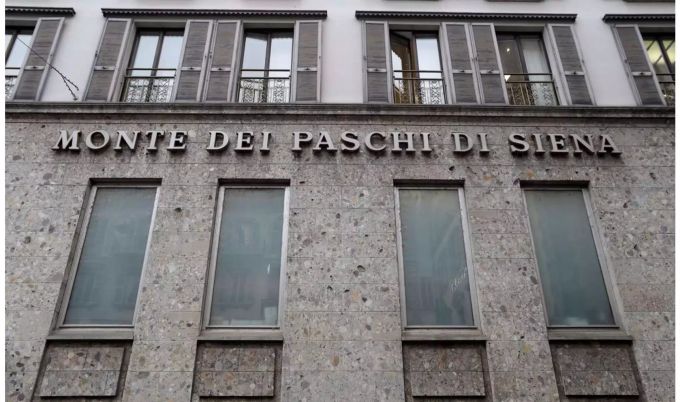 MONTE DEI PASCHI DI SIENA